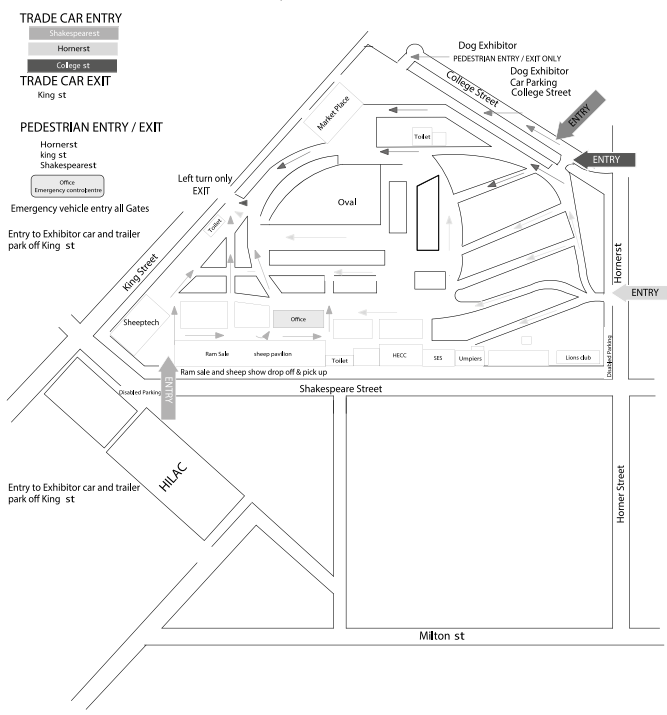 TRADE CAR ENTRY
Shakespearest
Hornerst
College st
TRADE CAR EXIT
King st
PEDESTRIAN ENTRY / EXIT
Hornerst
king st
Shakespearest
Office
Emergency controlcentre
Emergency vehicle entry all Gates
Entry to Exhibitor car and trailer
park off King st
Dog Exhibitor
PEDESTRIAN ENTRY / EXIT ONLY
Dog Exhibitor
Car Parking
College Street
College Street
ENTRY
ENTRY
Market Place
Toilet
Left turn only
EXIT
Oval
Toilet
King Street
Hornerst
ENTRY
Sheeptech
Office
Ram Sale
sheep pavilion
Toilet
HECC
SES
Umpiers
Lions club
Disabled Parking
ENTRY
Ram sale and sheep show drop off & pick up
Disabled Parking
Shakespeare Street
HILAC
Entry to Exhibitor car and trailer
park off King st
Horner Street
Milton st